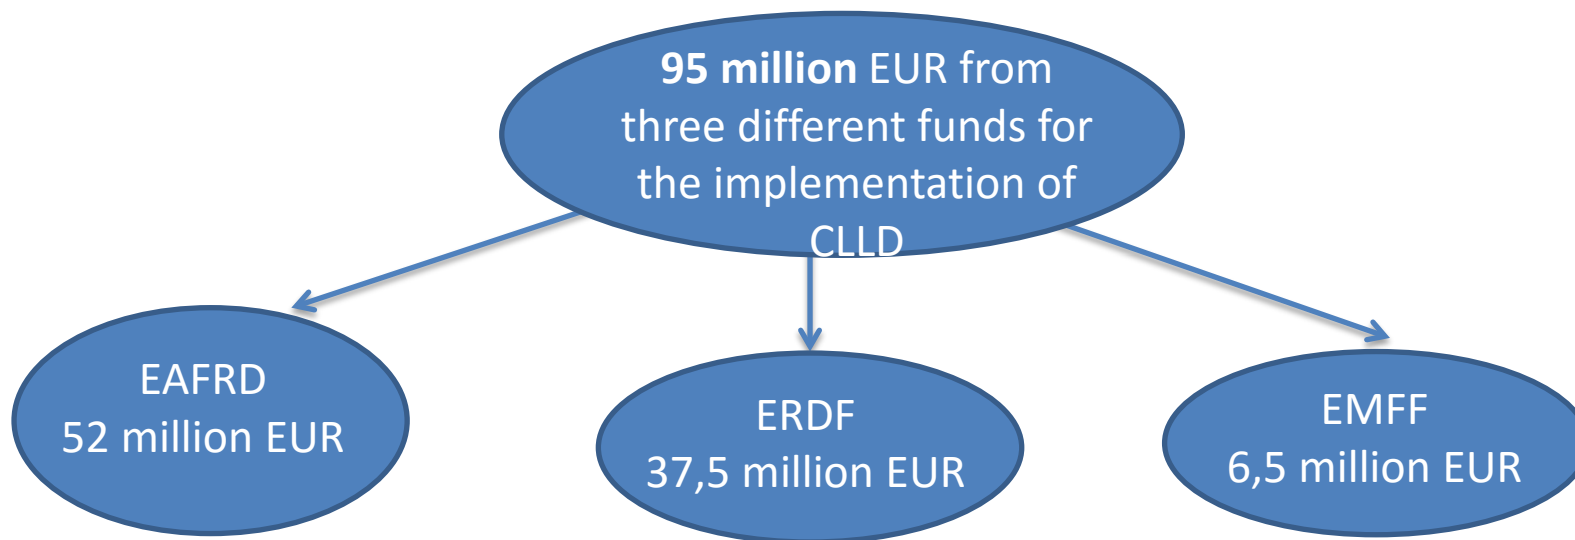 95 million EUR from
three different funds for
the implementation of
CLLD
EAFRD
52 million EUR
ERDF
37,5 million EUR
EMFF
6,5 million EUR